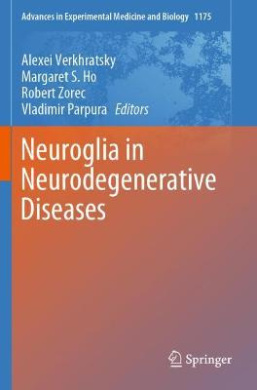 Advances in Experimental Medicine and Biology 1175
Alexei Verkhratsky
Margaret S. Ho
Robert Zorec
Vladimir Parpura Editors
Neuroglia in
Neurodegenerative
Diseases
Springer